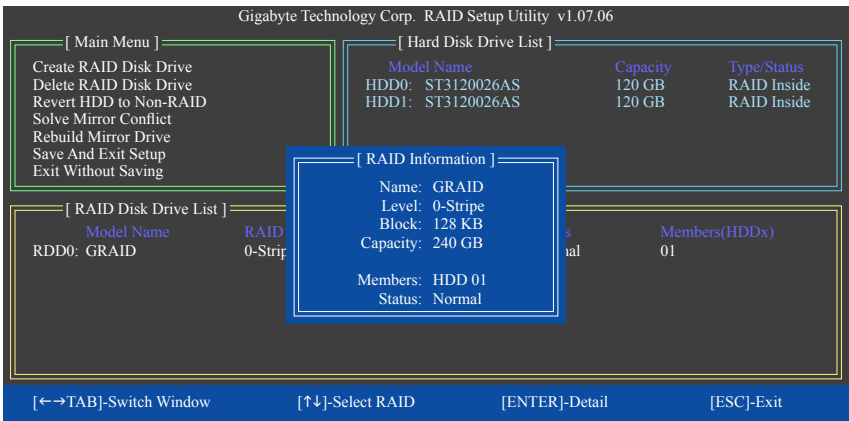 Gigabyte Technology Corp. RAID Setup Utility v1.07.06
[ Main Menu ]
Create RAID Disk Drive
Delete RAID Disk Drive
Revert HDD to Non-RAID
Solve Mirror Conflict
Rebuild Mirror Drive
Save And Exit Setup
Exit Without Saving
[ Hard Disk Drive List ]
Model Name Capacity Type/Status
HDD0: ST3120026AS 120 GB RAID Inside
HDD1: ST3120026AS 120 GB RAID Inside
[ RAID Information ]
Name: GRAID
Level: 0-Stripe
Block: 128 KB
Capacity: 240 GB
Members: HDD 01
Status: Normal
[ RAID Disk Drive List ]
Model Name RAID Members(HDDx)
RDD0: GRAID 0-Strip 01
[←→TAB]-Switch Window [↑↓]-Select RAID [ENTER]-Detail [ESC]-Exit